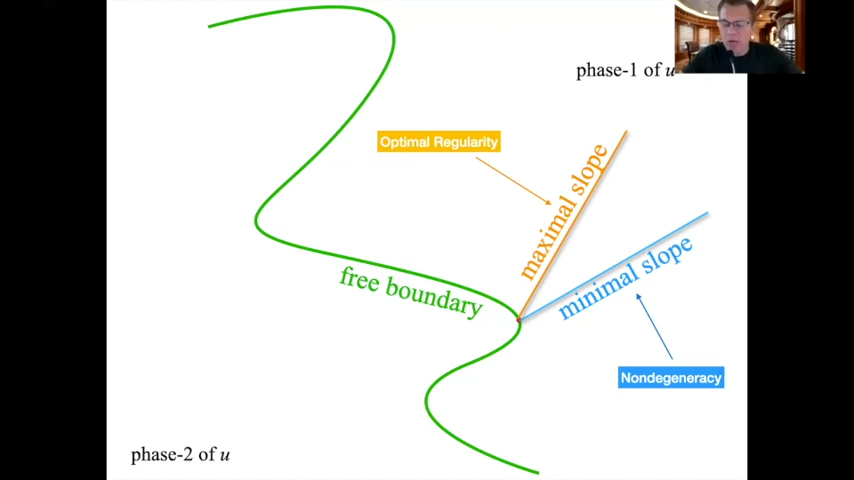 phase-1 of u
Optimal Regularity
maximal slope
minimal slope
free boundary
Nondegeneracy
phase-2 of u